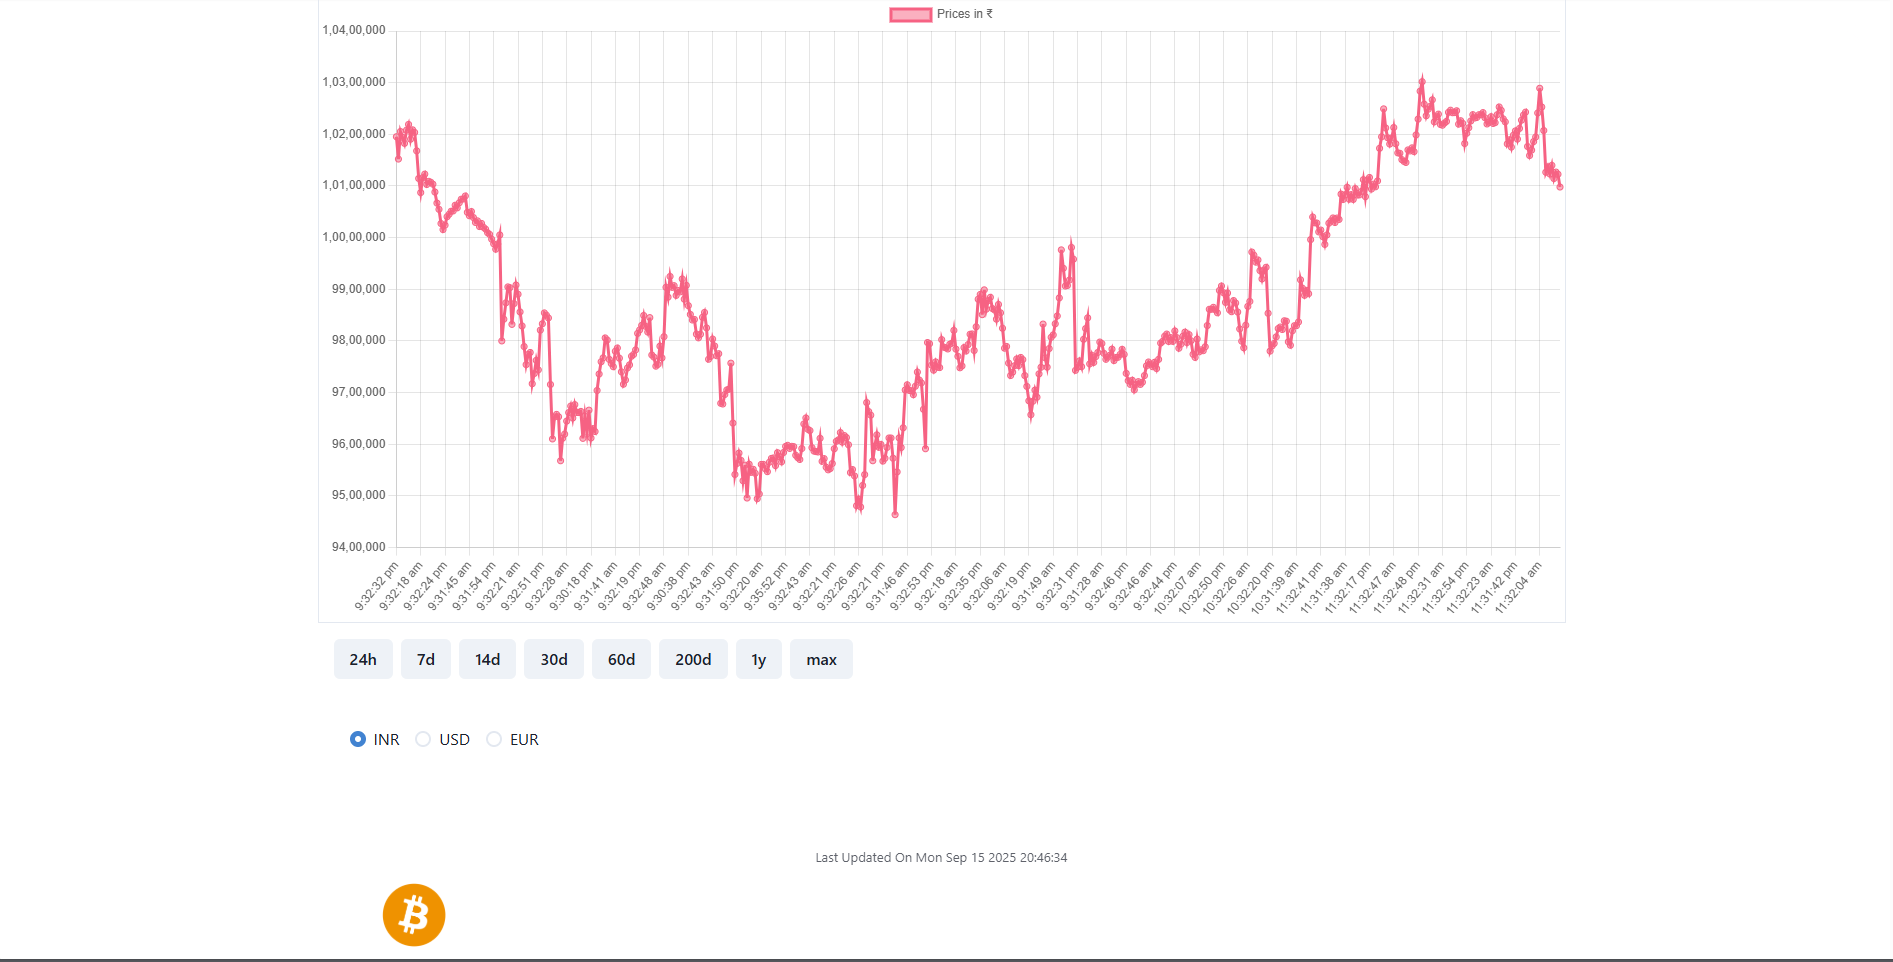 Prices in ₹
1,04,00,000
1,03,00,000
1,02,00,000
1,01,00,000
1,00,00,000
99,00,000
98,00,000
97,00,000
96,00,000
95,00,000
94,00,000
9:32:32 pm
9:32:18 am
9:32:24 pm
9:31:45 am
9:31:54 pm
9:32:21 am
9:32:51 pm
9:32:28 am
9:30:18 pm
9:31:41 am
9:32:19 pm
9:32:48 am
9:30:38 pm
9:32:43 am
9:31:50 pm
9:32:20 am
9:35:52 pm
9:32:43 am
9:32:21 pm
9:32:26 am
9:32:21 pm
9:31:46 am
9:32:53 pm
9:32:18 am
9:32:35 pm
9:32:06 am
9:32:19 pm
9:31:49 am
9:32:31 pm
9:31:28 am
9:32:46 pm
9:32:46 am
9:32:44 pm
10:32:07 am
10:32:50 pm
10:32:26 am
10:32:20 pm
10:31:39 am
11:32:41 pm
11:31:38 am
11:32:17 pm
11:32:47 am
11:32:48 pm
11:32:31 am
11:32:54 pm
11:32:23 am
11:31:42 pm
11:32:04 am
24h 7d 14d 30d 60d 200d 1y max
INR USD EUR
Last Updated On Mon Sep 15 2025 20:46:34